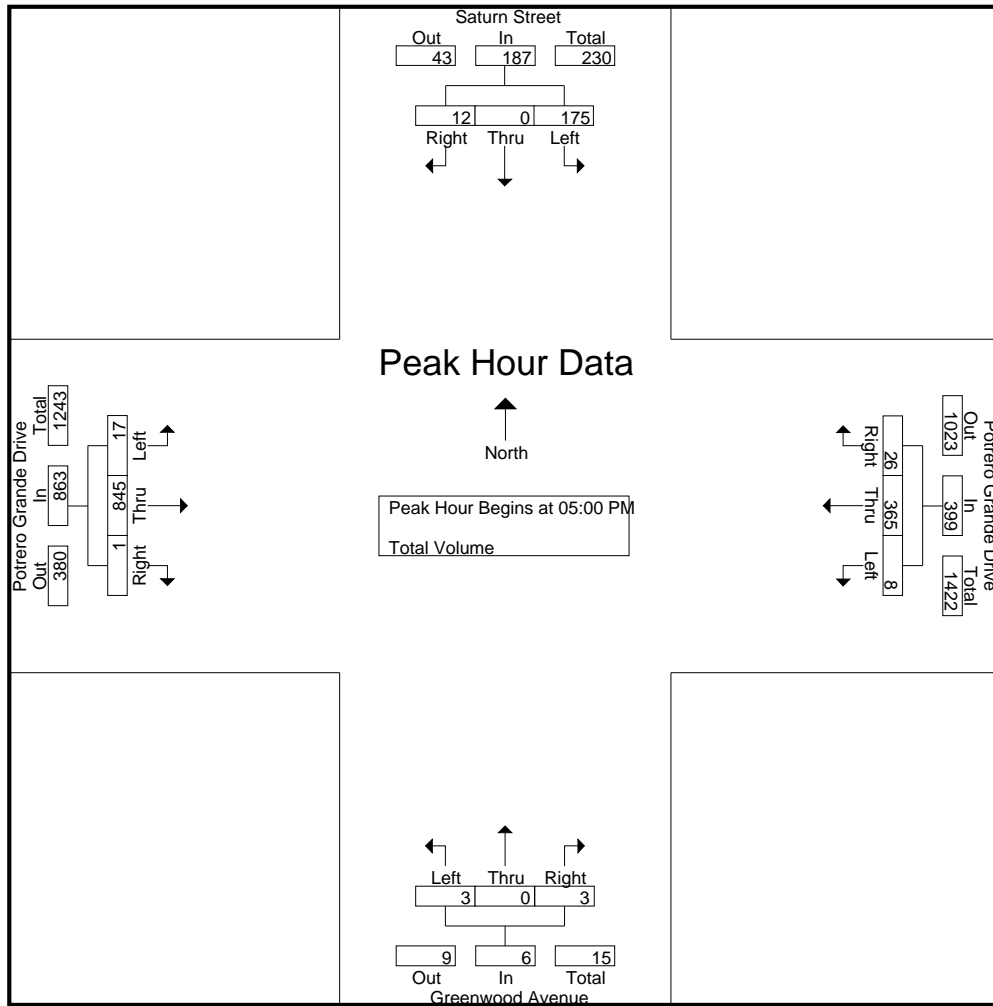 Saturn Street
Out In Total
43 187 230
12 0 175
Right Thru Left
Peak Hour Data
North
Peak Hour Begins at 05:00 PM
Total Volume
Potrero Grande Drive
Out In Total
380 863 1243
1 845 17
Right Thru Left
Potrero Grande Drive
Out In Total
1023 399 1422
26 365 8
Right Thru Left
Left Thru Right
3 0 3
9 6 15
Out In Total
Greenwood Avenue